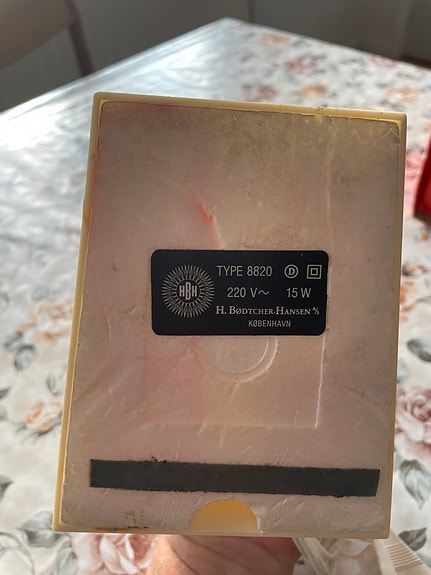 TYPE 8820 D
HBH
220 V~ 15 W
H. BØDTCHER-HANSEN A/S
KØBENHAVN